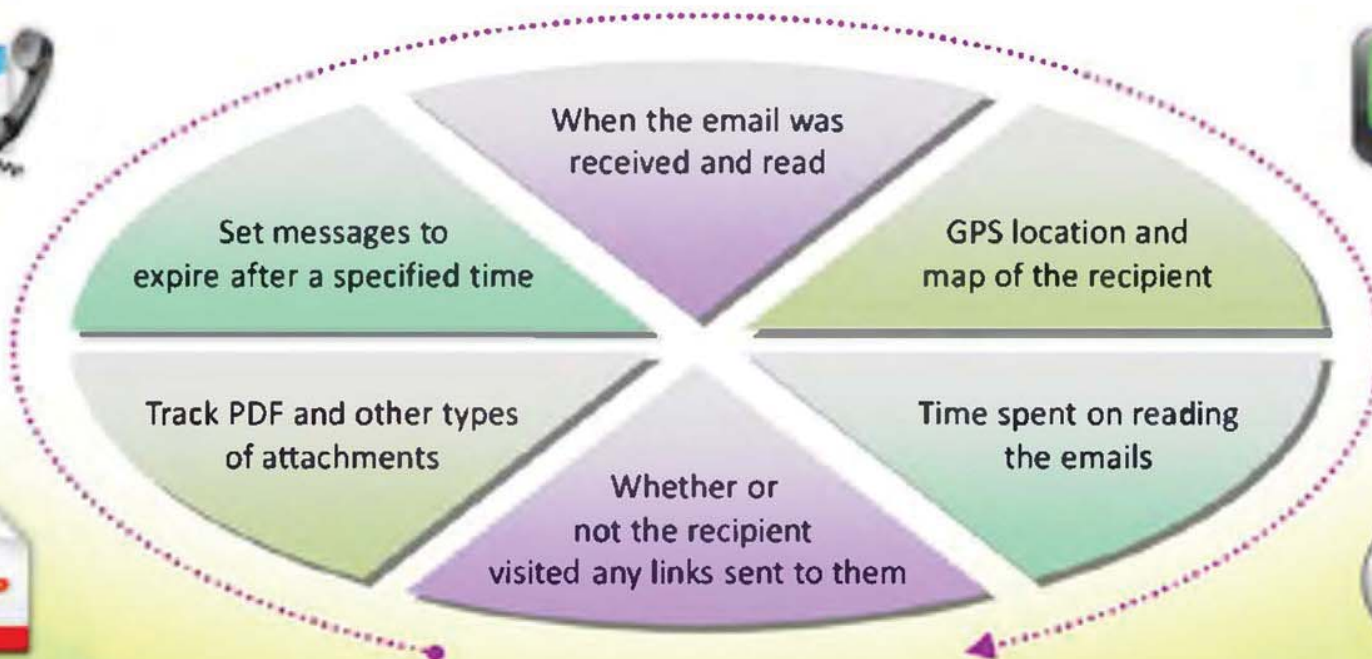 When the email was
received and read
GPS location and
map of the recipient
Time spent on reading
the emails
Whether or
not the recipient
visited any links sent to them
Track PDF and other types
of attachments
Set messages to
expire after a specified time